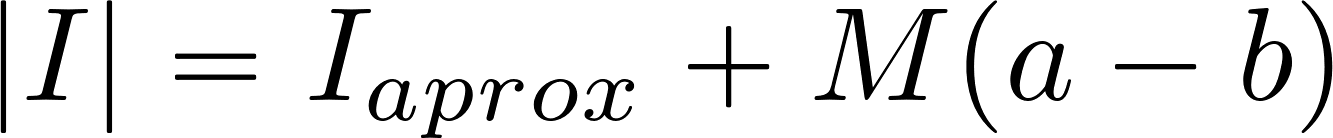 |I| = I_{aprox} + M(a − b)